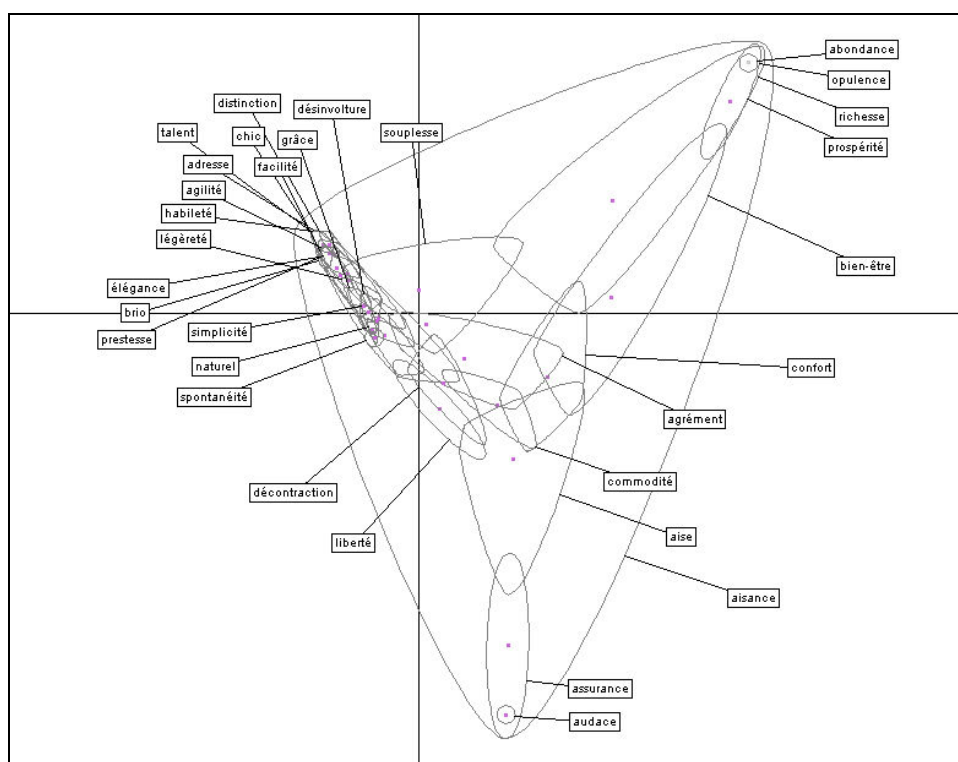 abondance
opulence
richesse
prospérité
distinction
désinvolture
souplesse
talent
chic
grâce
adresse
facilité
agilité
habileté
légèreté
bien-être
élégance
brio
prestesse
simplicité
naturel
spontanéité
confort
agrément
commodité
décontraction
liberté
aise
aisance
assurance
audace